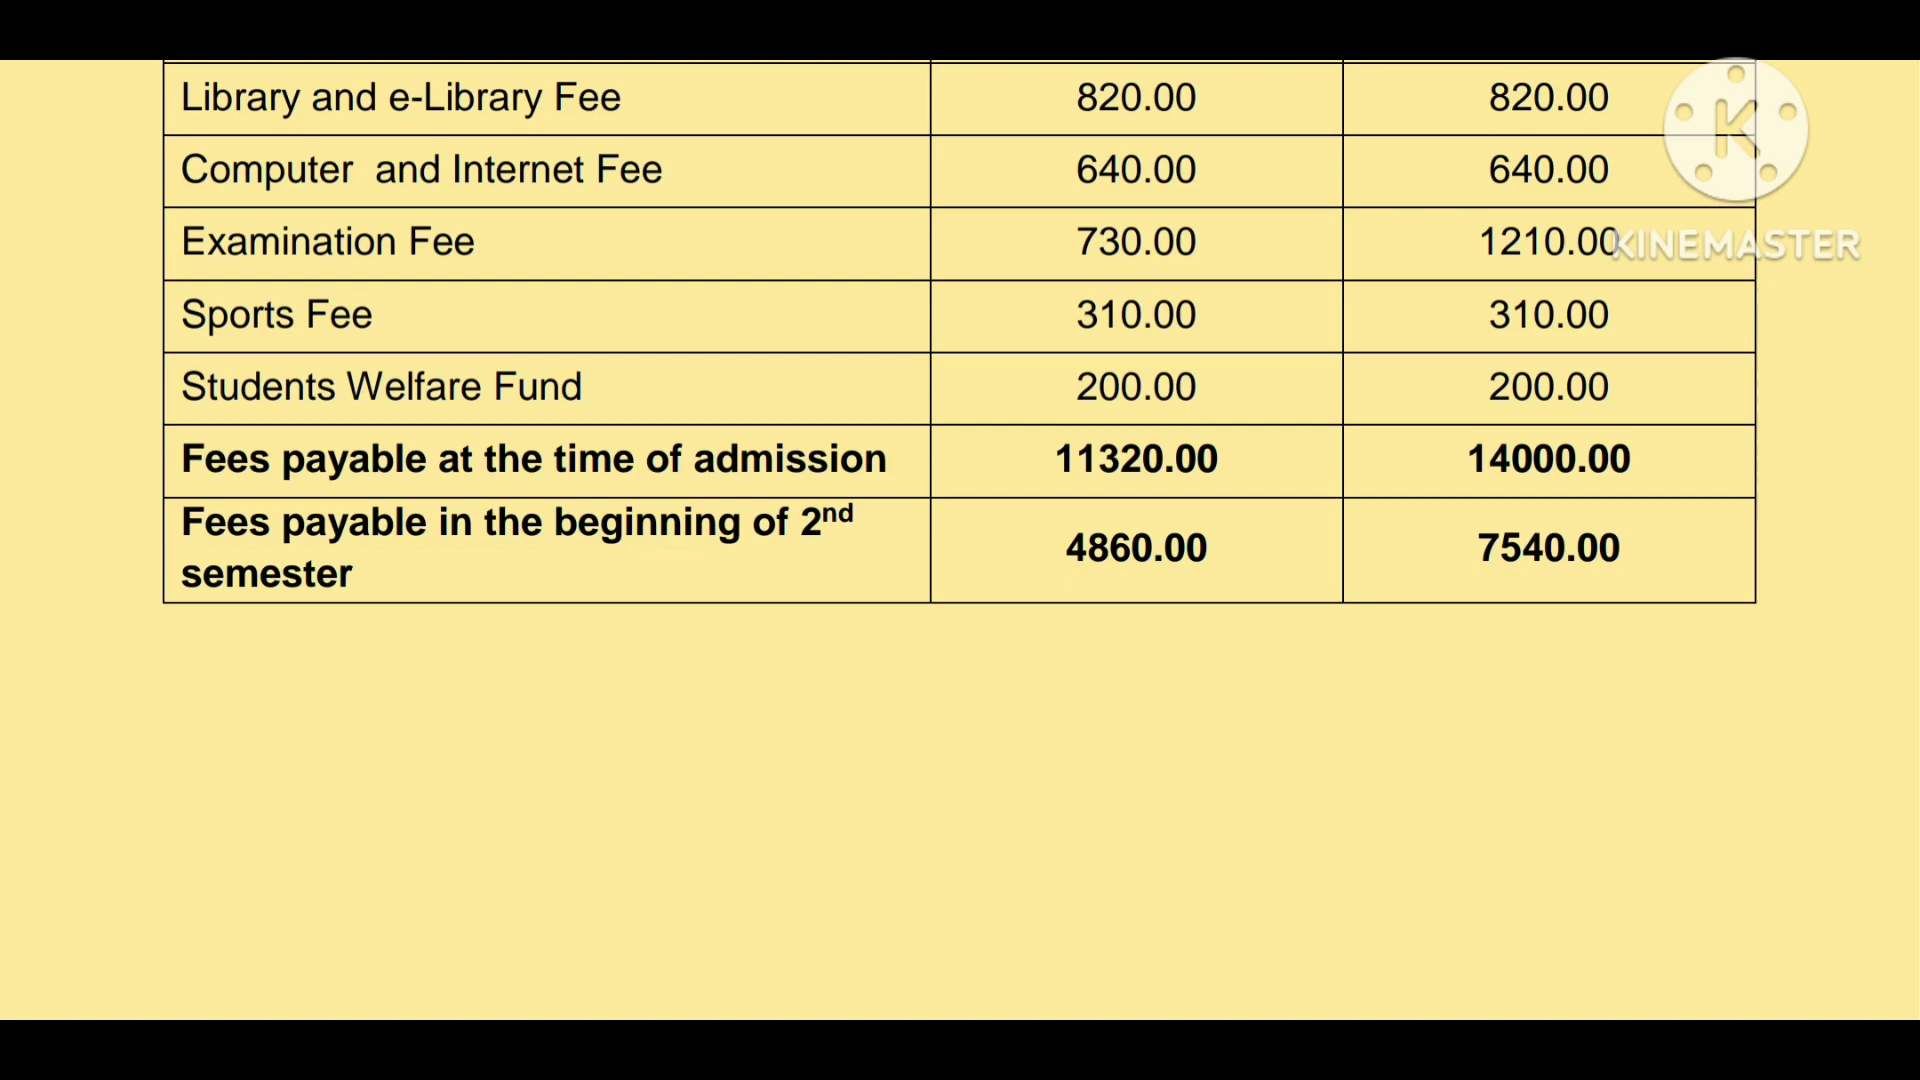 Library and e-Library Fee 820.00 820.00
Computer and Internet Fee 640.00 640.00
Examination Fee 730.00 1210.00
KINEMASTER
Sports Fee 310.00 310.00
Students Welfare Fund 200.00 200.00
Fees payable at the time of admission 11320.00 14000.00
Fees payable in the beginning of 2nd
semester 4860.00 7540.00